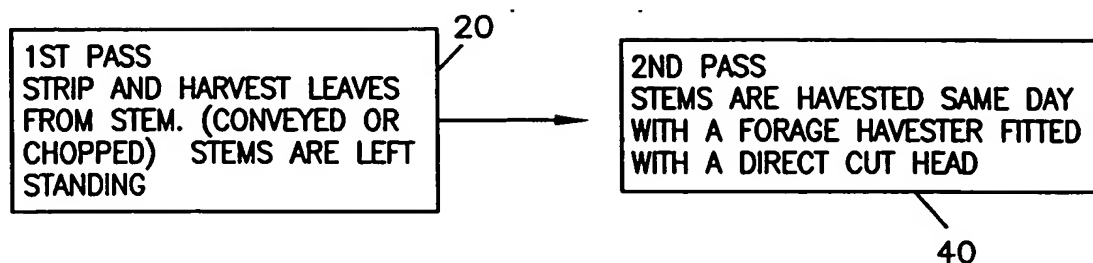 20
1ST PASS
STRIP AND HARVEST LEAVES
FROM STEM. (CONVEYED OR
CHOPPED) STEMS ARE LEFT
STANDING
2ND PASS
STEMS ARE HAVESTED SAME DAY
WITH A FORAGE HAVESTER FITTED
WITH A DIRECT CUT HEAD
40